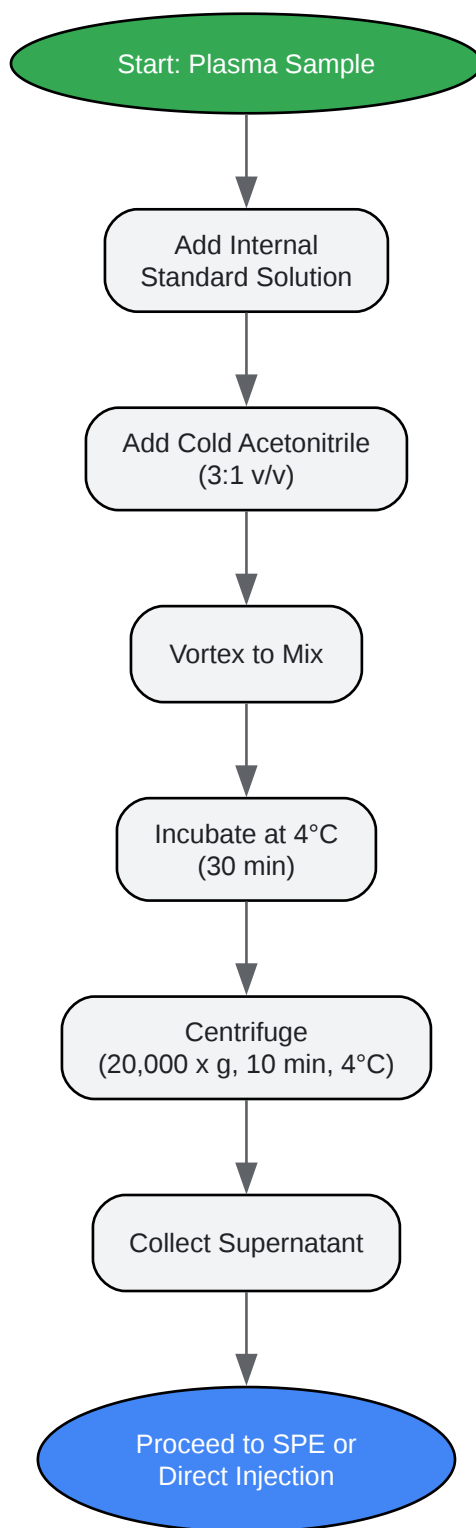 Start: Plasma Sample
Add Internal
Standard Solution
Add Cold Acetonitrile
(3:1 v/v)
Vortex to Mix
Incubate at 4°C
(30 min)
Centrifuge
(20,000 x g, 10 min, 4°C)
Collect Supernatant
Proceed to SPE or
Direct Injection